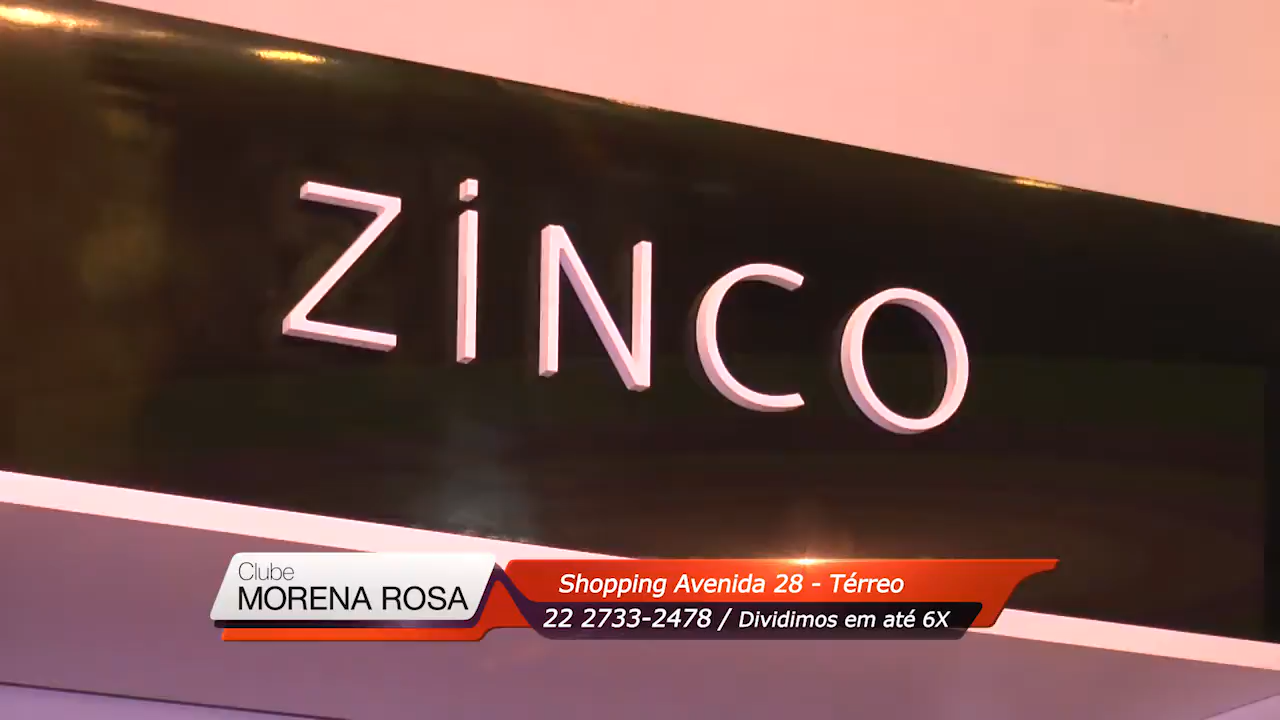 ZiNCO
Clube
MORENA ROSA
Shopping Avenida 28 - Térreo
22 2733-2478 / Dividimos em até 6X